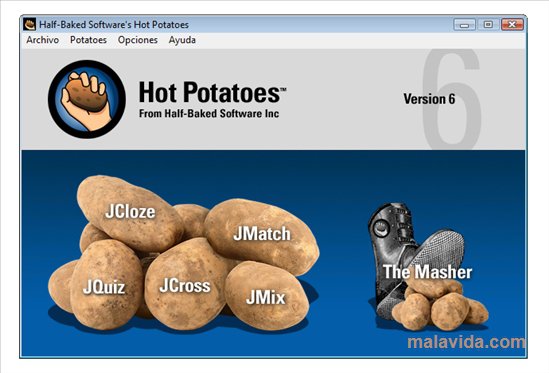 Half-Baked Software's Hot Potatoes
Archivo Potatoes Opciones Ayuda
Hot Potatoes™
From Half-Baked Software Inc
Version 6
6
JCloze
JMatch
JQuiz
JCross
JMix
The Masher
malavida.com